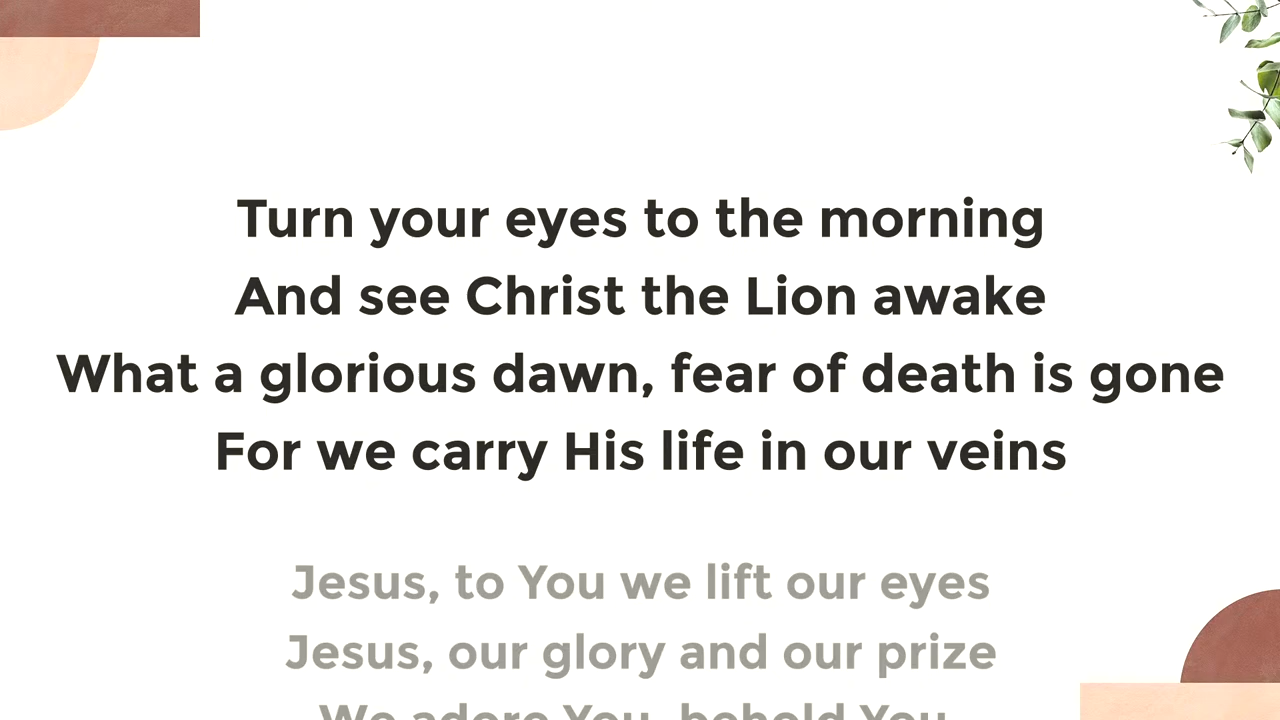 Turn your eyes to the morning
And see Christ the Lion awake
What a glorious dawn, fear of death is gone
For we carry His life in our veins
Jesus, to You we lift our eyes
Jesus, our glory and our prize
We adore You, behold You